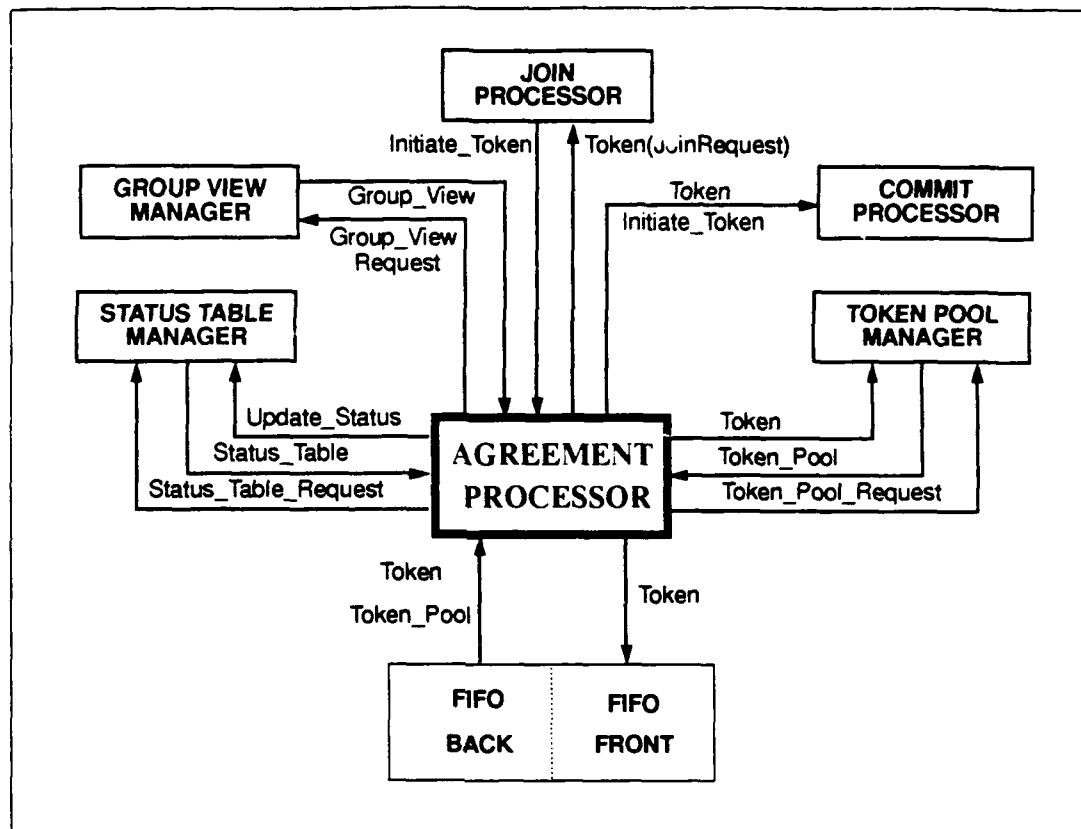 JOIN
PROCESSOR
Initiate_Token
GROUP VIEW
MANAGER
Group_View
Group_View
Request
Token
Initiate_Token
COMMIT
PROCESSOR
STATUS TABLE
MANAGER
TOKEN POOL
MANAGER
Update_Status
Status_Table
Status_Table_Request
AGREEMENT
PROCESSOR
Token
Token_Pool
Token_Pool_Request
Token
Token_Pool
Token
FIFO
BACK
FIFO
FRONT